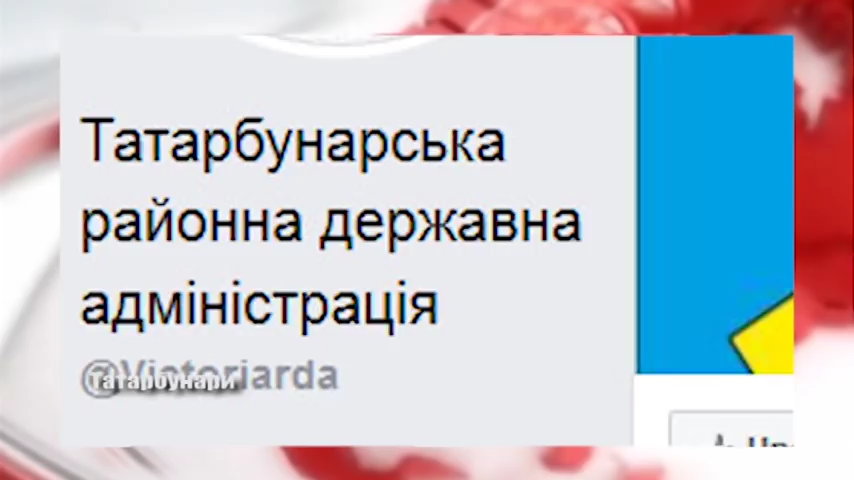 Татарбунарська
районна державна
адміністрація
@Victoriarda
Татарбунари